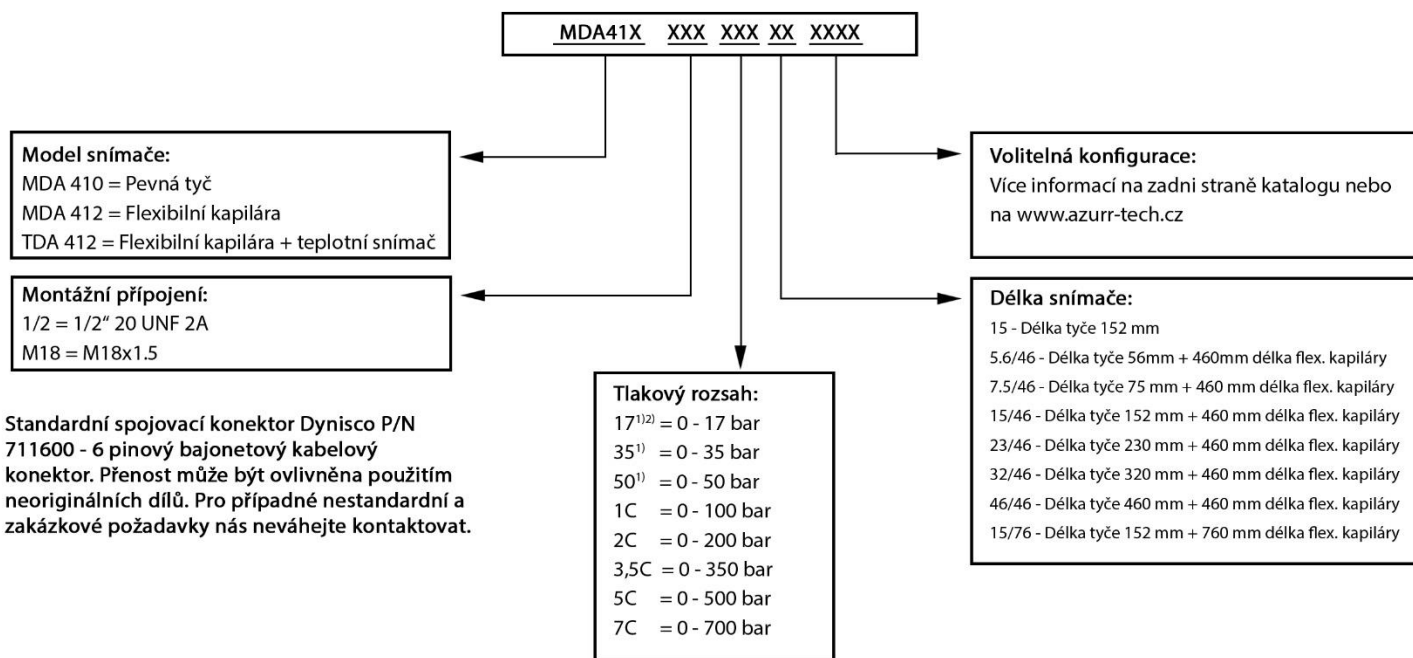 MDA41X XXX XXX XX XXXX
Model snímače:
MDA 410 = Pevná tyč
MDA 412 = Flexibilní kapilára
TDA 412 = Flexibilní kapilára + teplotní snímač
Montážní přípojení:
1/2 = 1/2“ 20 UNF 2A
M18 = M18x1.5
Standardní spojovací konektor Dynisco P/N
711600 - 6 pinový bajonetový kabelový
konektor. Přenost může být ovlivněna použitím
neoriginálních dílů. Pro případné nestandardní a
zakázkové požadavky nás neváhejte kontaktovat.
Tlakový rozsah:
17¹⁾²⁾ = 0 - 17 bar
35¹⁾ = 0 - 35 bar
50¹⁾ = 0 - 50 bar
1C = 0 - 100 bar
2C = 0 - 200 bar
3,5C = 0 - 350 bar
5C = 0 - 500 bar
7C = 0 - 700 bar
Volitelná konfigurace:
Více informací na zadni straně katalogu nebo
na www.azurr-tech.cz
Délka snímače:
15 - Délka tyče 152 mm
5.6/46 - Délka tyče 56mm + 460mm délka flex. kapiláry
7.5/46 - Délka tyče 75 mm + 460 mm délka flex. kapiláry
15/46 - Délka tyče 152 mm + 460 mm délka flex. kapiláry
23/46 - Délka tyče 230 mm + 460 mm délka flex. kapiláry
32/46 - Délka tyče 320 mm + 460 mm délka flex. kapiláry
46/46 - Délka tyče 460 mm + 460 mm délka flex. kapiláry
15/76 - Délka tyče 152 mm + 760 mm délka flex. kapiláry